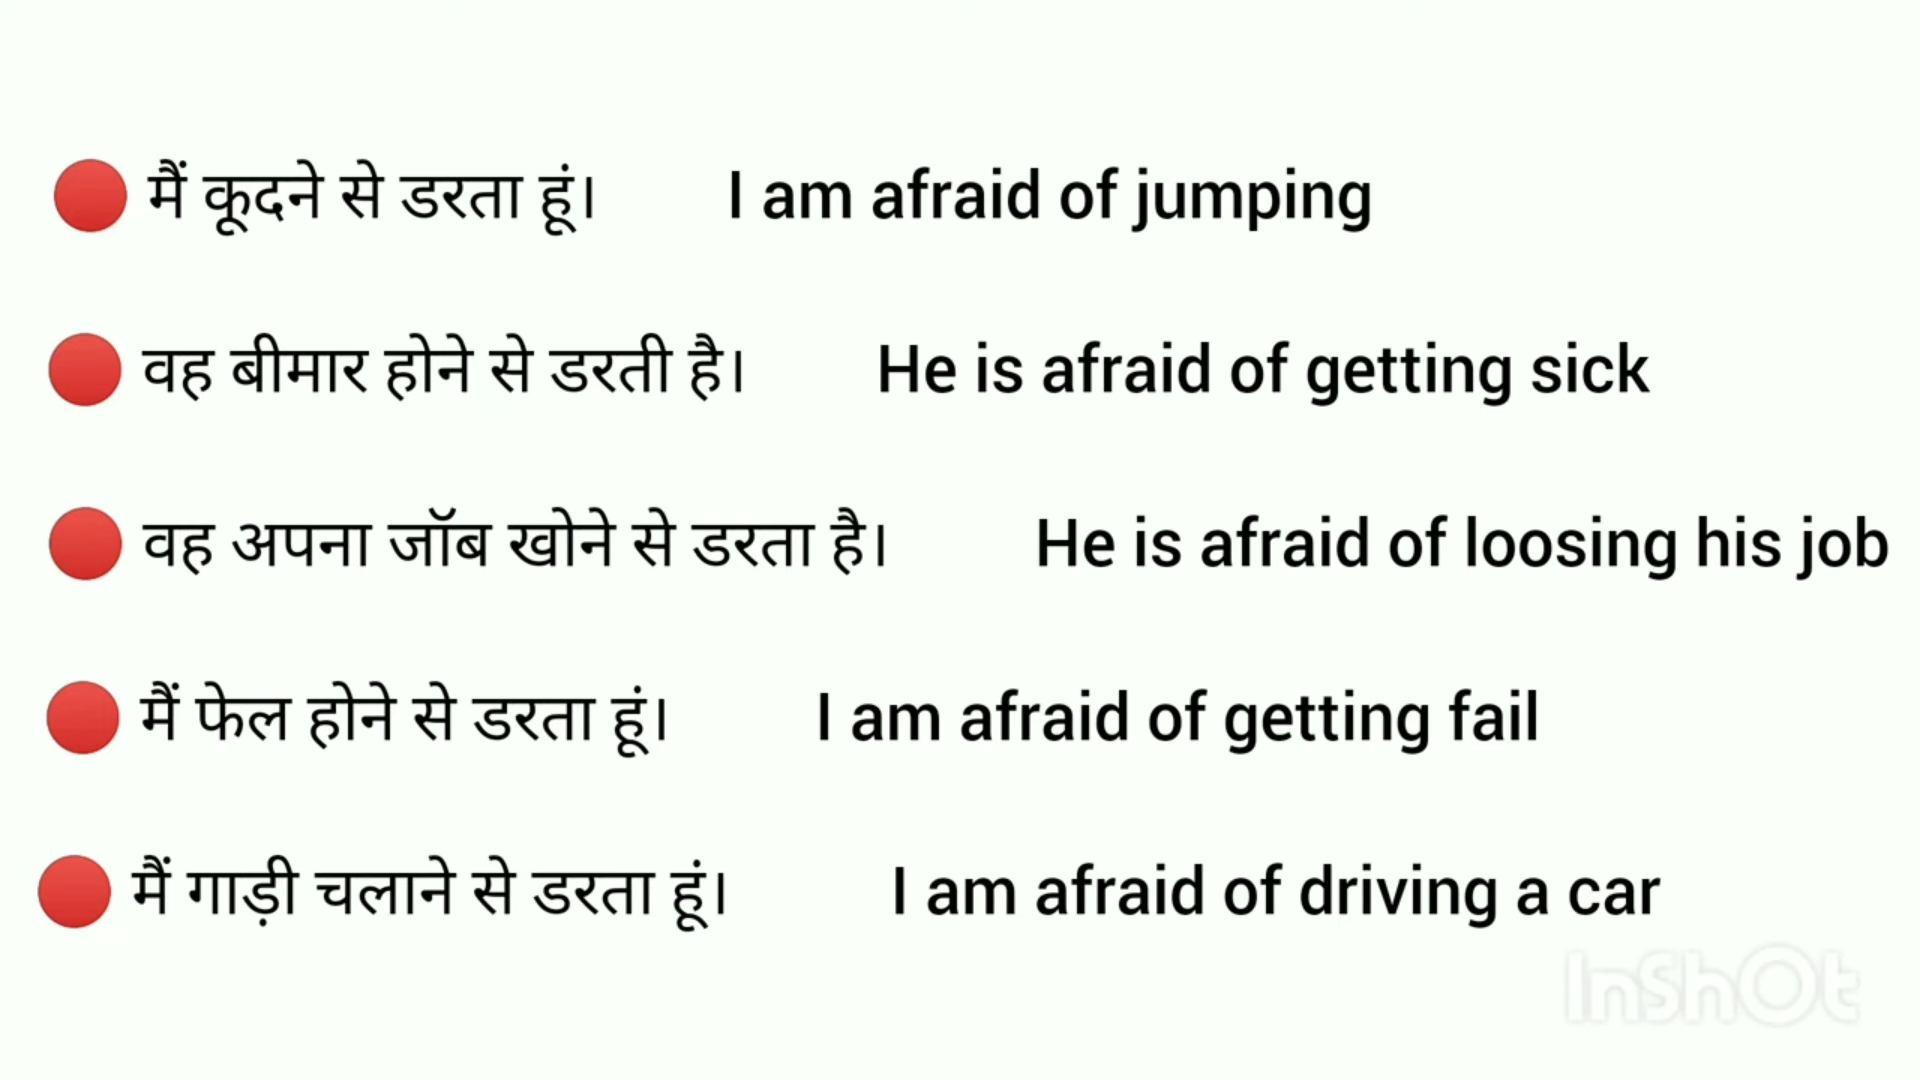 मैं कूदने से डरता हूं। I am afraid of jumping
वह बीमार होने से डरती है। He is afraid of getting sick
वह अपना जॉब खोने से डरता है। He is afraid of loosing his job
मैं फेल होने से डरता हूं। I am afraid of getting fail
मैं गाड़ी चलाने से डरता हूं। I am afraid of driving a car
InShOt